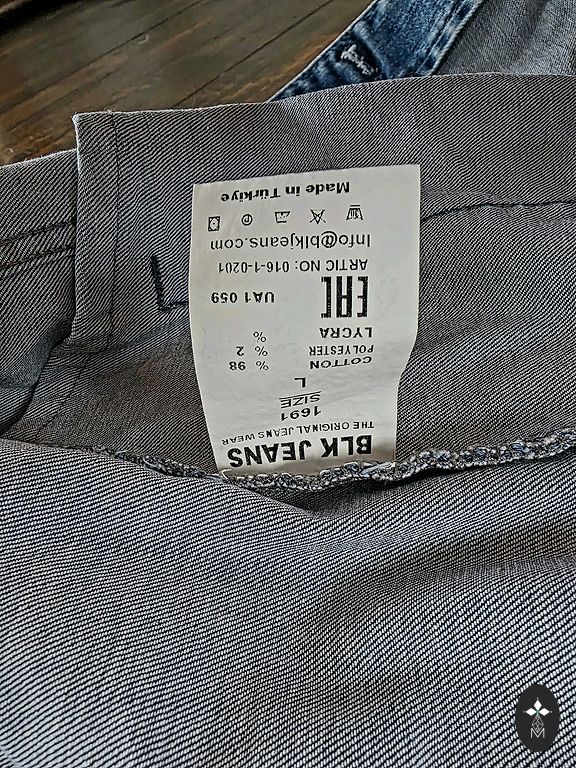 BLK JEANS
THE ORIGINAL JEANS WEAR
1691
SIZE
L
COTTON % 98
POLYESTER % 2
LYCRA %
EAC
UA1 059
ARTIC NO: 016-1-0201
Info@blkjeans.com
Made in Türkiye
M